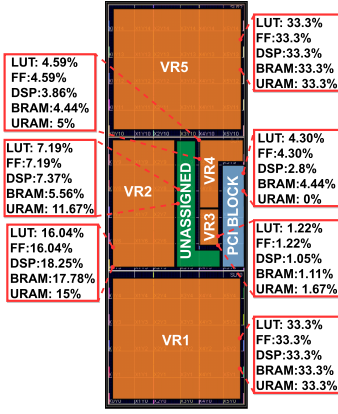 LUT: 33.3%
FF:33.3%
DSP:33.3%
BRAM:33.3%
URAM: 33.3%
VR5
LUT: 4.59%
FF:4.59%
DSP:3.86%
BRAM:4.44%
URAM: 5%
LUT: 7.19%
FF:7.19%
DSP:7.37%
BRAM:5.56%
URAM: 11.67%
LUT: 16.04%
FF:16.04%
DSP:18.25%
BRAM:17.78%
URAM: 15%
VR2
UNASSIGNED
VR4
VR3
PCI BLOCK
LUT: 4.30%
FF:4.30%
DSP:2.8%
BRAM:4.44%
URAM: 0%
LUT: 1.22%
FF:1.22%
DSP:1.05%
BRAM:1.11%
URAM: 1.67%
VR1
LUT: 33.3%
FF:33.3%
DSP:33.3%
BRAM:33.3%
URAM: 33.3%